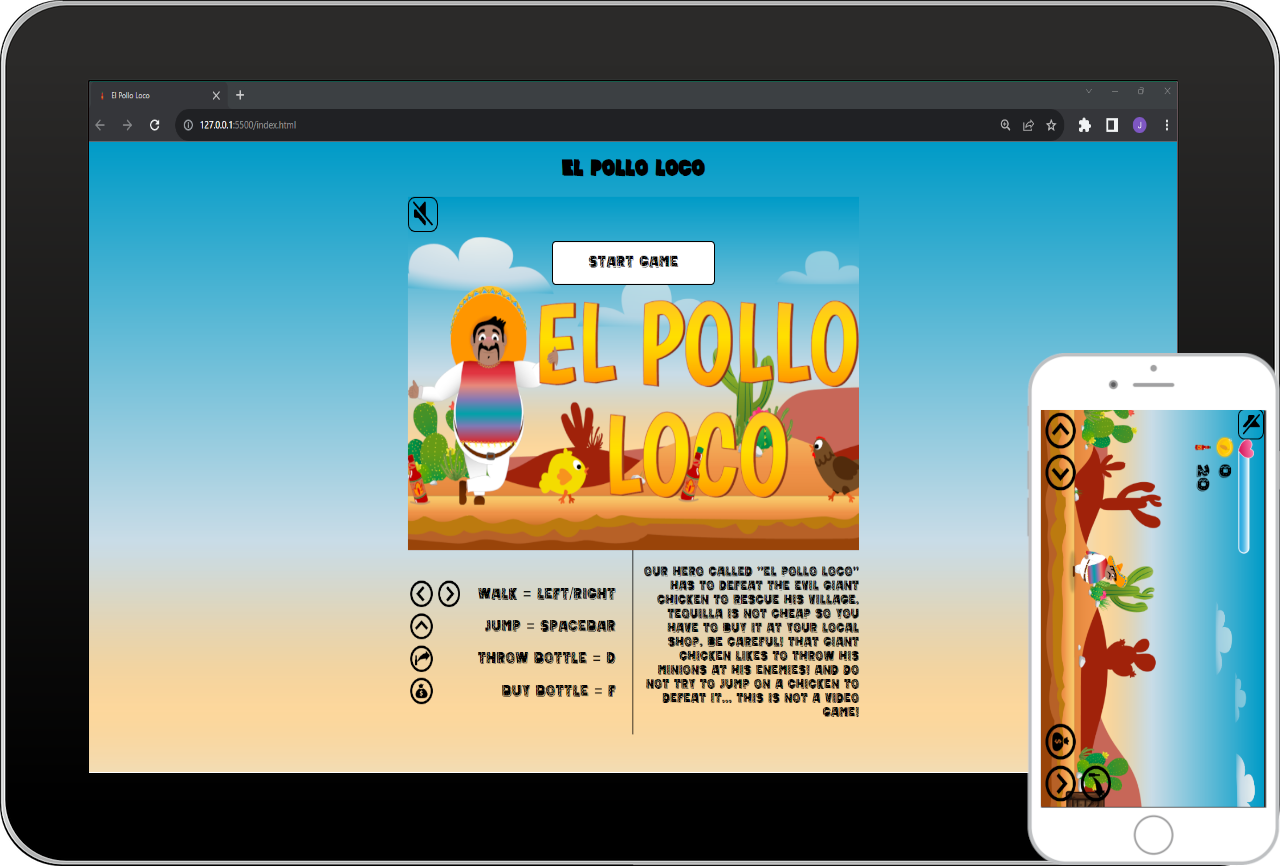 El Pollo Loco
127.0.0.1:5500/index.html
J
EL POLLO LOCO
START GAME
EL POLLO
LOCO
WALK = LEFT/RIGHT
JUMP = SPACEBAR
THROW BOTTLE = D
BUY BOTTLE = F
OUR HERO CALLED "EL POLLO LOCO"
HAS TO DEFEAT THE EVIL GIANT
CHICKEN TO RESCUE HIS VILLAGE.
TEQUILLA IS NOT CHEAP SO YOU
HAVE TO BUY IT AT YOUR LOCAL
SHOP. BE CAREFUL! THAT GIANT
CHICKEN LIKES TO THROW HIS
MINIONS AT HIS ENEMIES! AND DO
NOT TRY TO JUMP ON A CHICKEN TO
DEFEAT IT... THIS IS NOT A VIDEO
GAME!
0
20